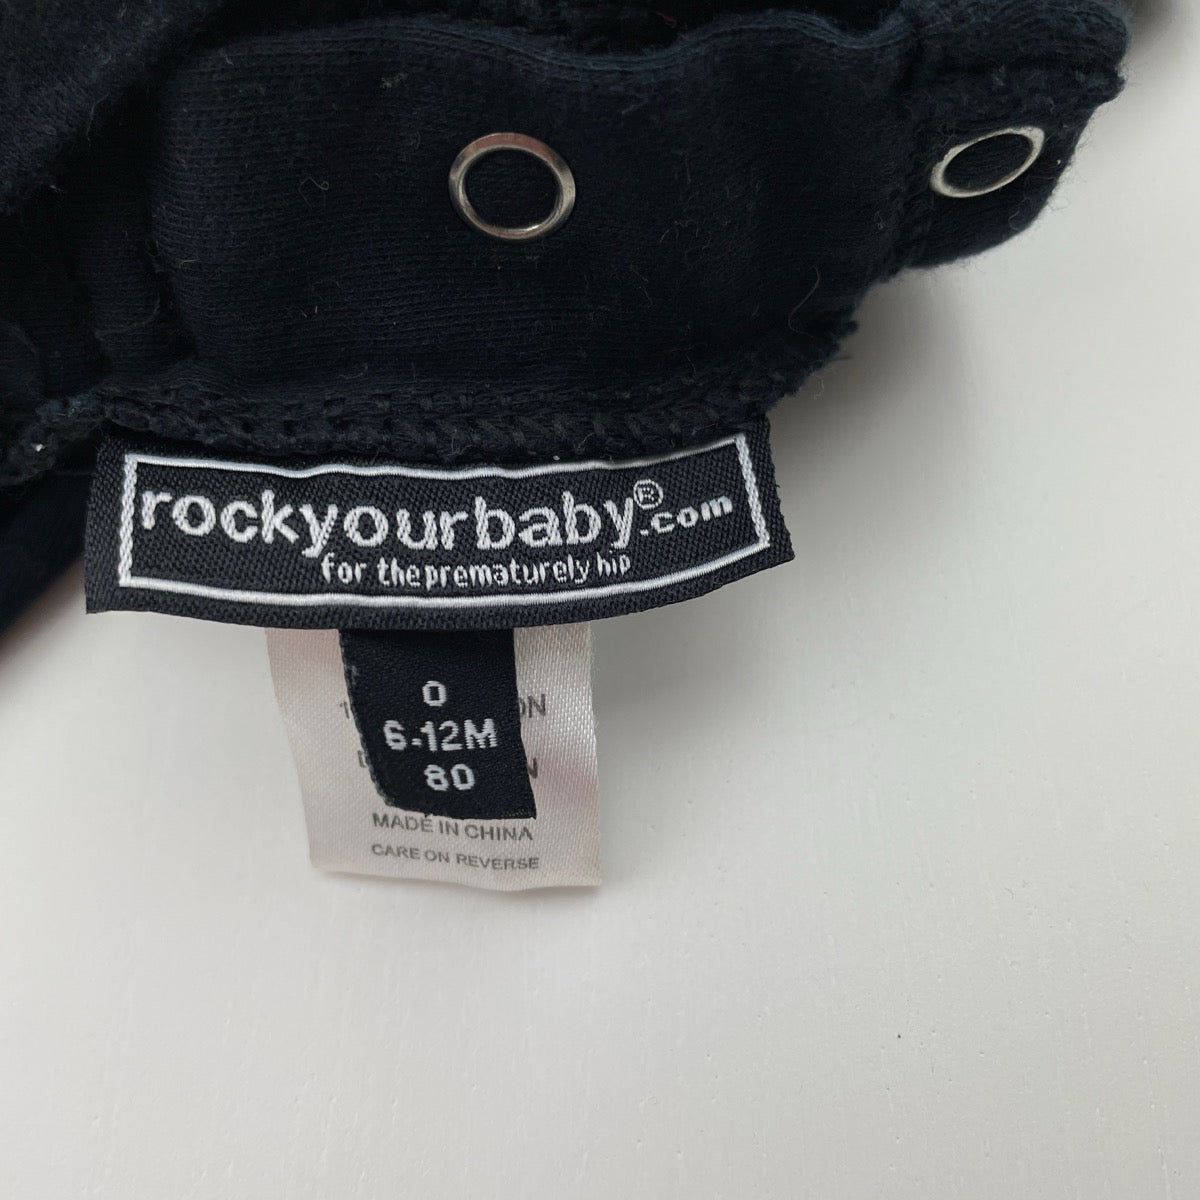 rockyourbaby®.com
for the prematurely hip
0
6-12M
80
MADE IN CHINA
CARE ON REVERSE